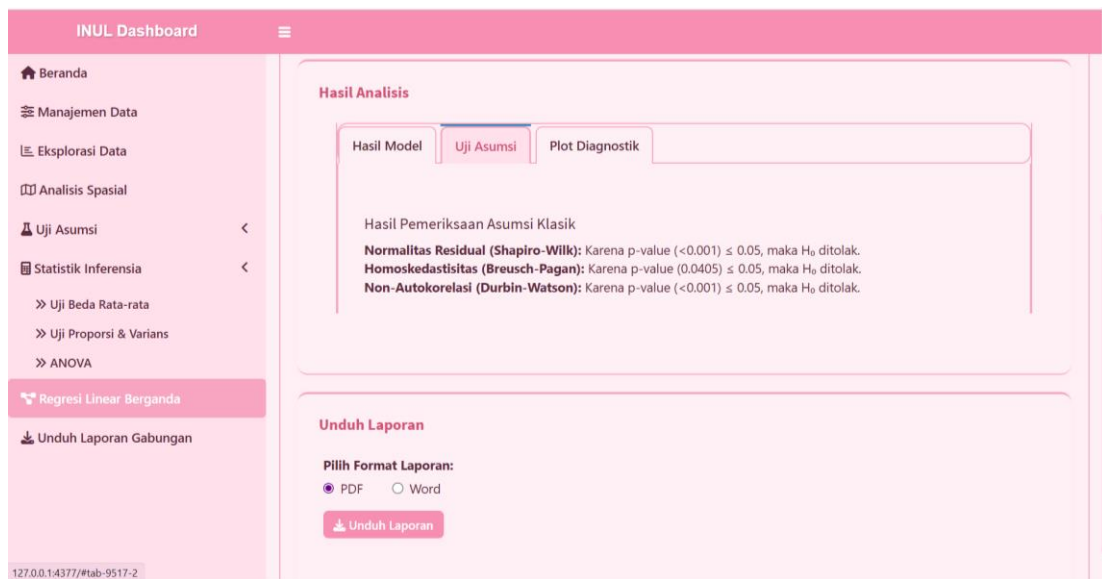 INUL Dashboard
Beranda
Manajemen Data
Eksplorasi Data
Analisis Spasial
Uji Asumsi
Statistik Inferensia
Uji Beda Rata-rata
Uji Proporsi & Varians
ANOVA
Regresi Linear Berganda
Unduh Laporan Gabungan
Hasil Analisis
Hasil Model
Uji Asumsi
Plot Diagnostik
Hasil Pemeriksaan Asumsi Klasik
Normalitas Residual (Shapiro-Wilk): Karena p-value (<0.001) ≤ 0.05, maka H₀ ditolak.
Homoskedastisitas (Breusch-Pagan): Karena p-value (0.0405) ≤ 0.05, maka H₀ ditolak.
Non-Autokorelasi (Durbin-Watson): Karena p-value (<0.001) ≤ 0.05, maka H₀ ditolak.
Unduh Laporan
Pilih Format Laporan:
PDF Word
Unduh Laporan
127.0.0.1:4377/#tab-9517-2